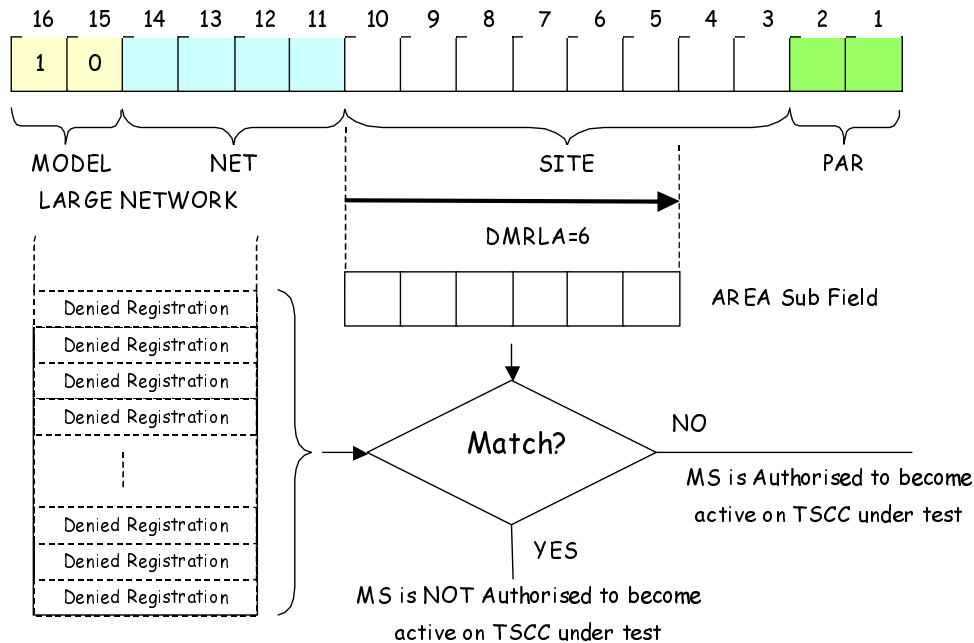 16 15 14 13 12 11 10 9 8 7 6 5 4 3 2 1
1 0
MODEL NET SITE PAR
LARGE NETWORK
DMRLA=6
AREA Sub Field
Denied Registration
Denied Registration
Denied Registration
Denied Registration
Denied Registration
Denied Registration
Denied Registration
Match?
NO
MS is Authorised to become
active on TSCC under test
YES
MS is NOT Authorised to become
active on TSCC under test